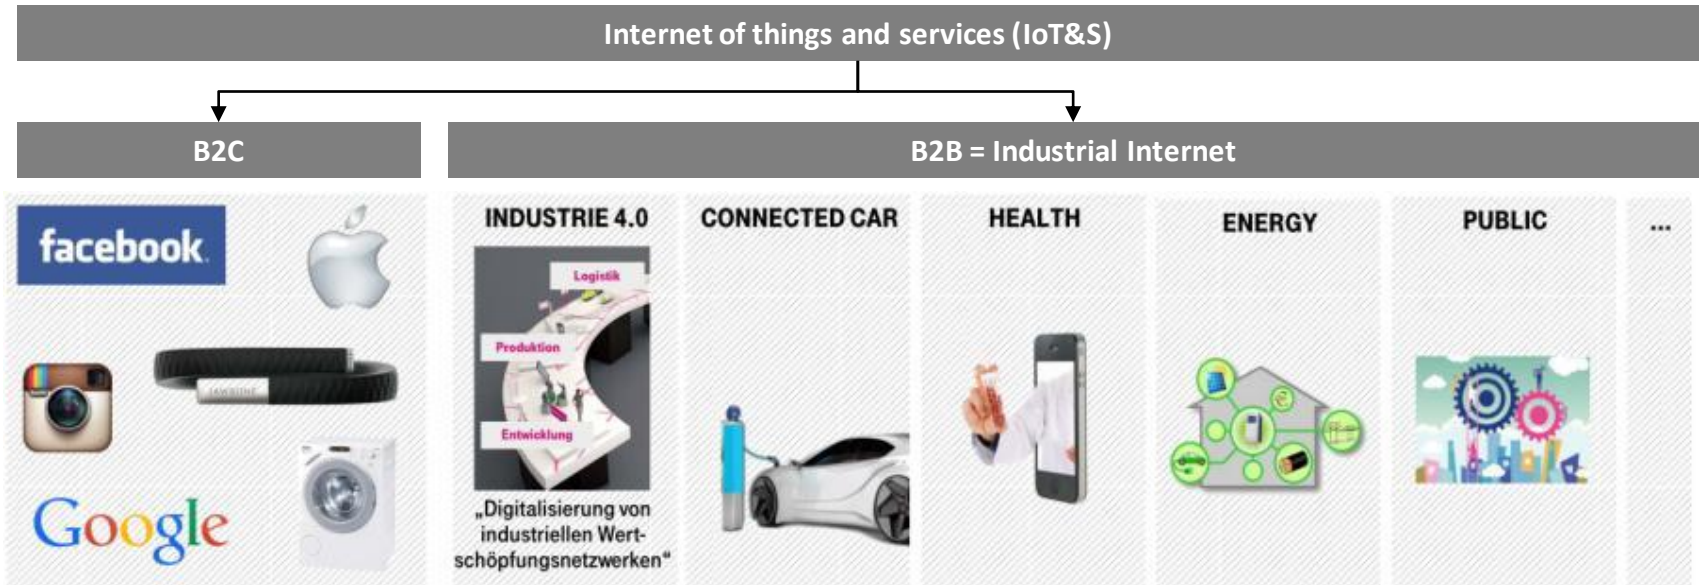 Internet of things and services (IoT&S)
B2C
B2B = Industrial Internet
facebook
JAWBONE
Google
INDUSTRIE 4.0
Logistik
Produktion
Entwicklung
„Digitalisierung von
industriellen Wert-
schöpfungsnetzwerken“
CONNECTED CAR
HEALTH
ENERGY
PUBLIC
...